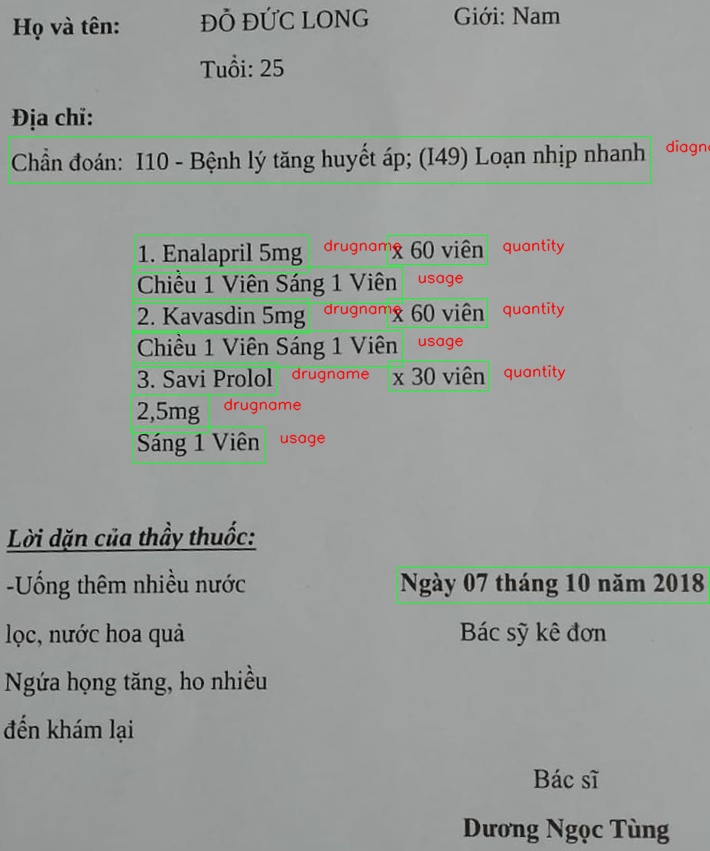 Họ và tên: ĐỖ ĐỨC LONG Giới: Nam
Tuổi: 25
Địa chỉ:
Chẩn đoán: I10 - Bệnh lý tăng huyết áp; (I49) Loạn nhịp nhanh diagn
1. Enalapril 5mg drugname x 60 viên quantity
Chiều 1 Viên Sáng 1 Viên usage
2. Kavasdin 5mg drugname x 60 viên quantity
Chiều 1 Viên Sáng 1 Viên usage
3. Savi Prolol drugname x 30 viên quantity
2,5mg drugname
Sáng 1 Viên usage
Lời dặn của thầy thuốc:
-Uống thêm nhiều nước Ngày 07 tháng 10 năm 2018
lọc, nước hoa quả Bác sỹ kê đơn
Ngứa họng tăng, ho nhiều
đến khám lại
Bác sĩ
Dương Ngọc Tùng